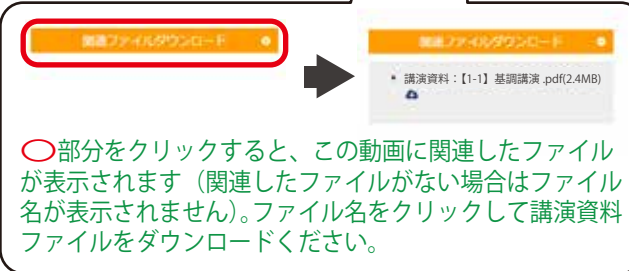 関連ファイルダウンロード
関連ファイルダウンロード
講演資料：【1-1】基調講演 .pdf(2.4MB)
部分をクリックすると、この動画に関連したファイル
が表示されます（関連したファイルがない場合はファイル
名が表示されません）。ファイル名をクリックして講演資料
ファイルをダウンロードください。